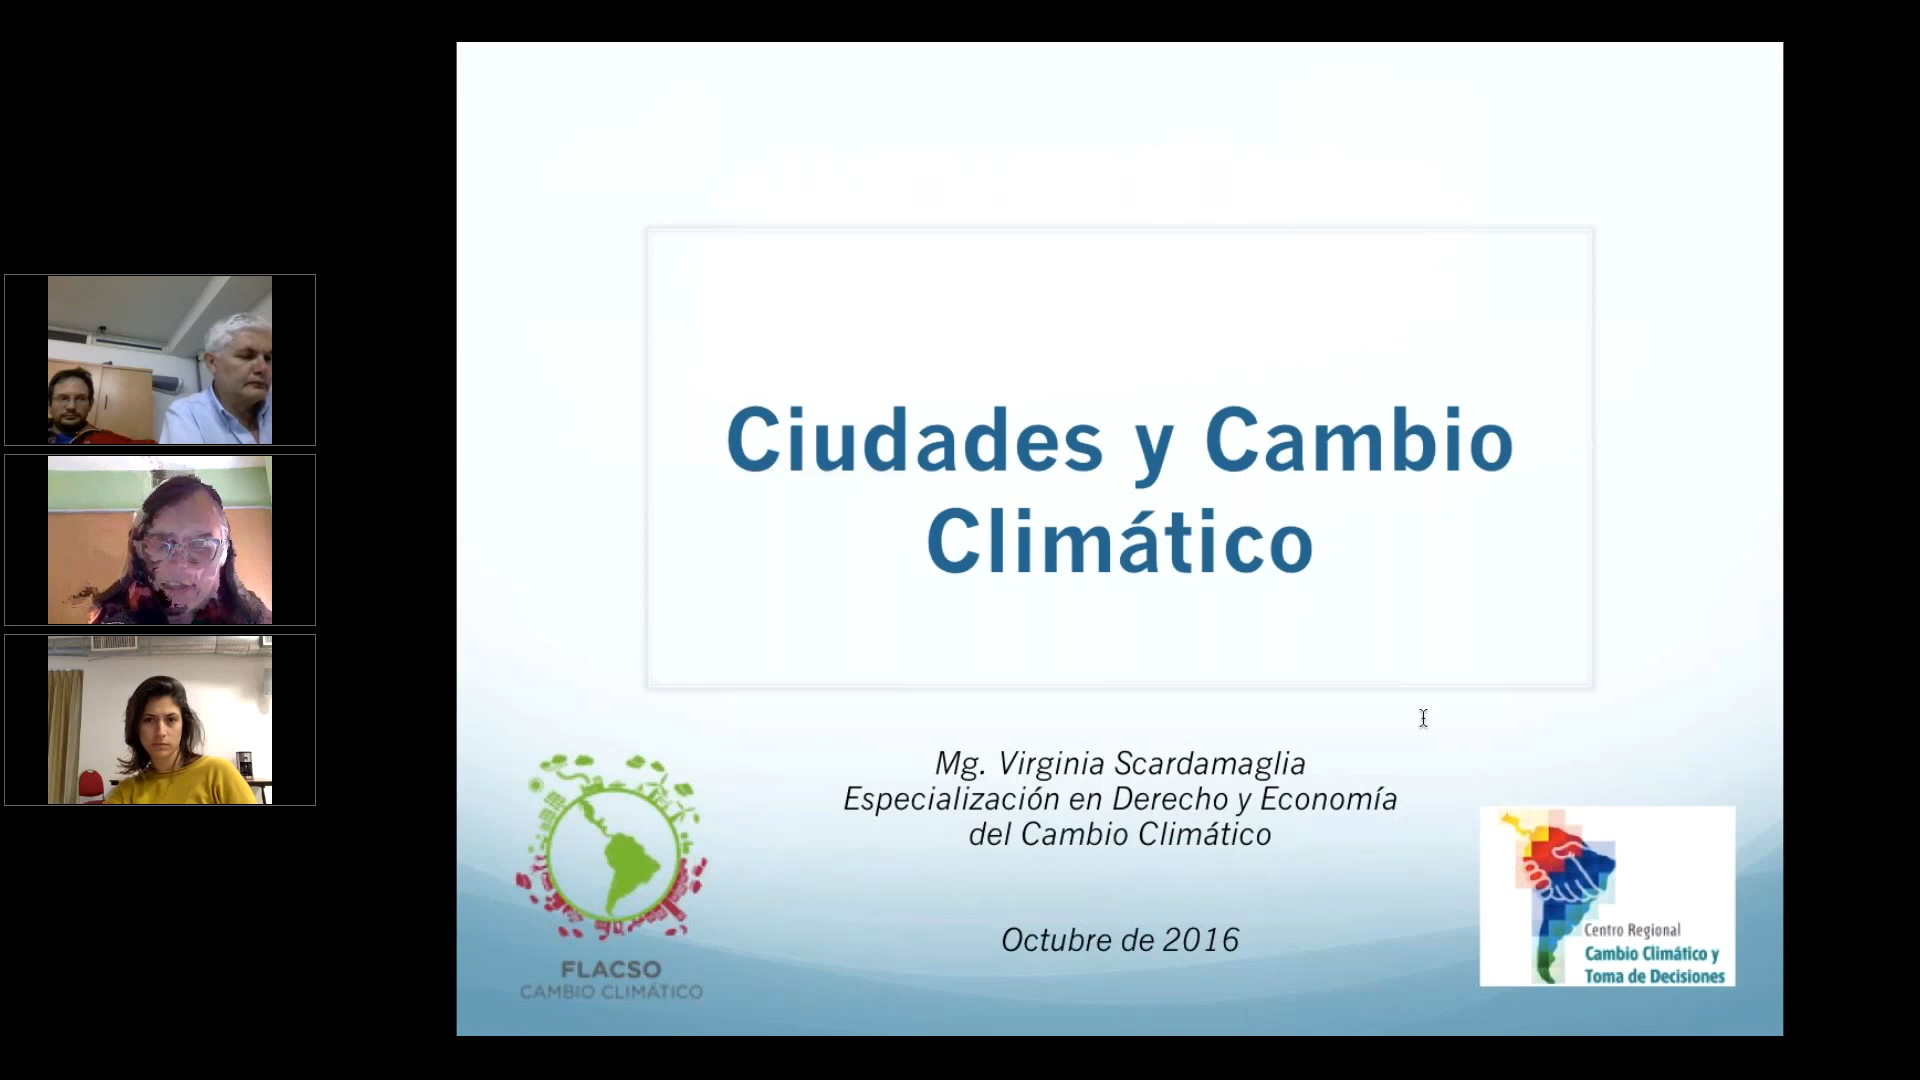 Ciudades y Cambio
Climático
Mg. Virginia Scardamaglia
Especialización en Derecho y Economía
del Cambio Climático
Octubre de 2016
FLACSO
CAMBIO CLIMÁTICO
Centro Regional
Cambio Climático y
Toma de Decisiones